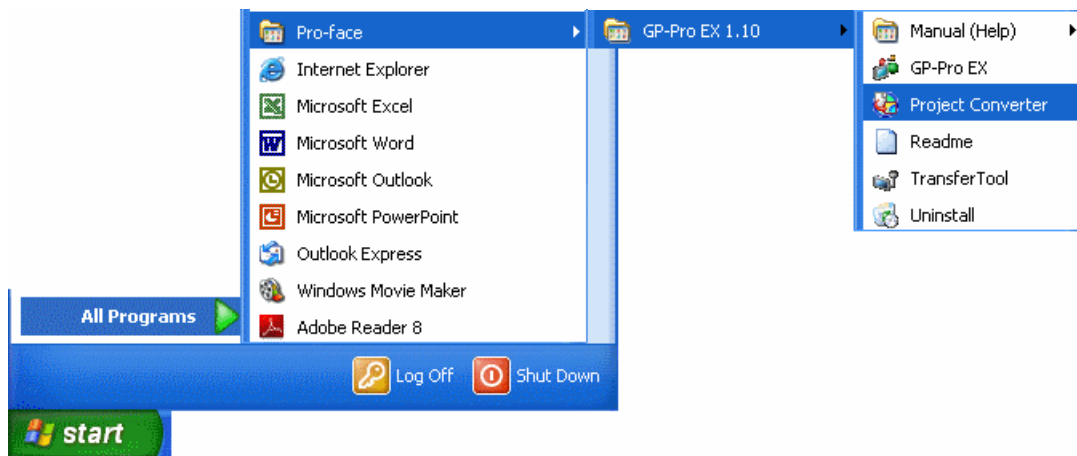 Pro-face
Internet Explorer
Microsoft Excel
Microsoft Word
Microsoft Outlook
Microsoft PowerPoint
Outlook Express
Windows Movie Maker
Adobe Reader 8
GP-Pro EX 1.10
Manual (Help)
GP-Pro EX
Project Converter
Readme
TransferTool
Uninstall
All Programs
Log Off
Shut Down
start